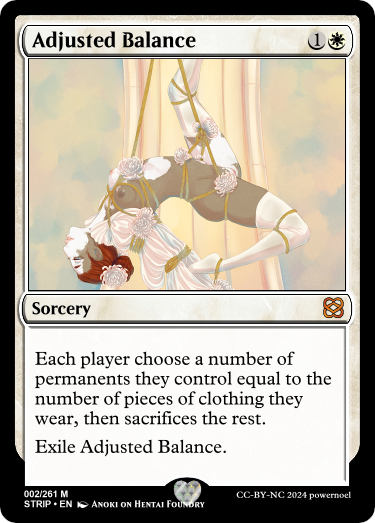 Adjusted Balance 1
Sorcery
Each player choose a number of
permanents they control equal to the
number of pieces of clothing they
wear, then sacrifices the rest.
Exile Adjusted Balance.
002/261 M
STRIP • EN Anoki on Hentai Foundry
CC-BY-NC 2024 powernoel